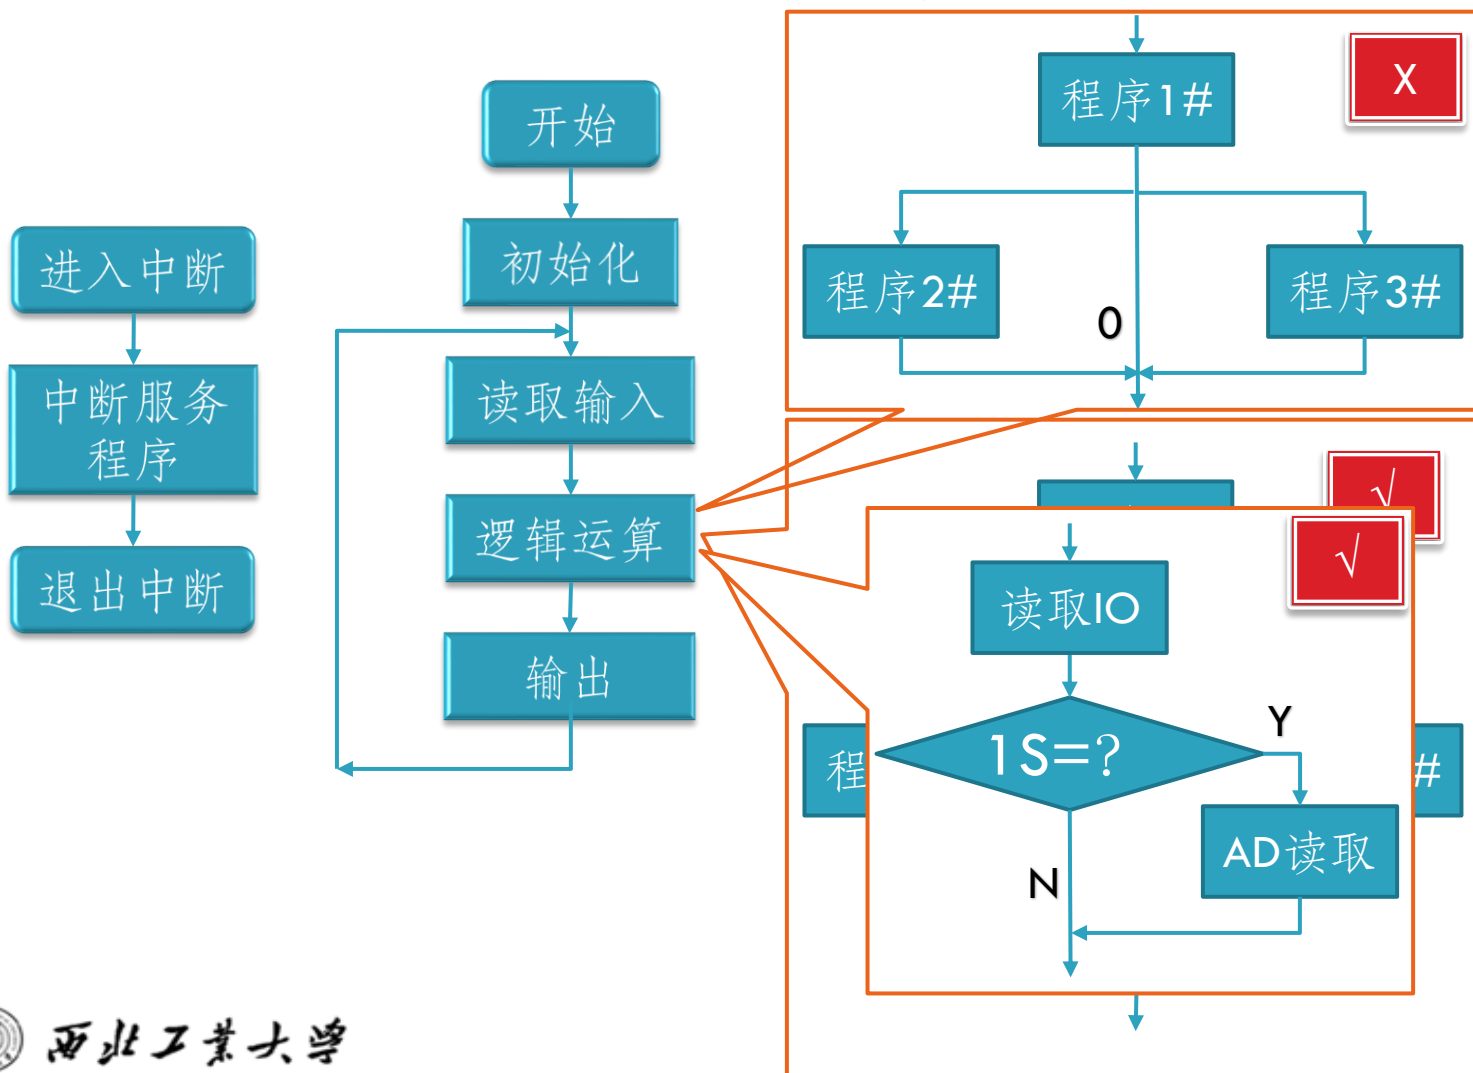 进入中断
中断服务
程序
退出中断
开始
初始化
读取输入
逻辑运算
输出
程序1#
X
程序2#
0
程序3#
√
√
读取IO
1S=?
Y
N
AD读取
程
#
西北工业大学